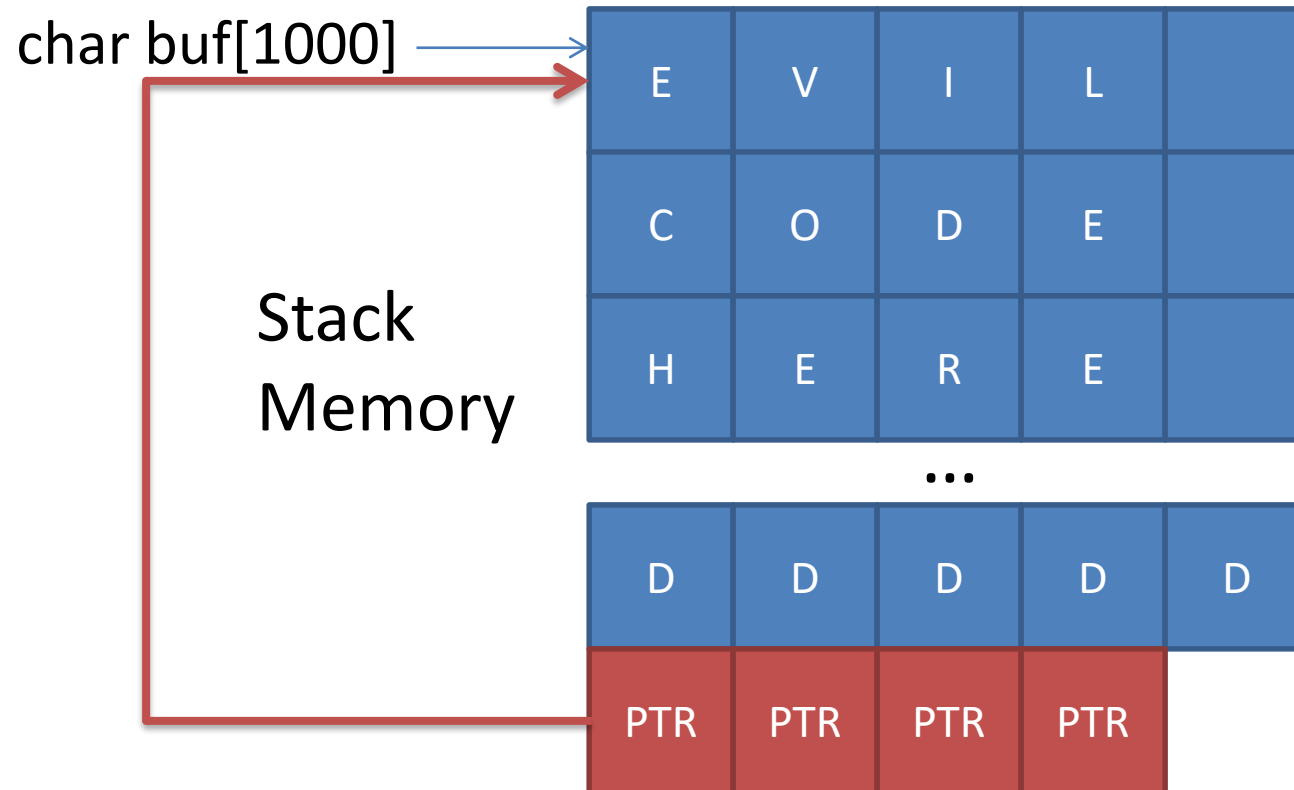 char buf[1000]
E V I L
C O D E
Stack
Memory
H E R E
...
D D D D D
PTR PTR PTR PTR